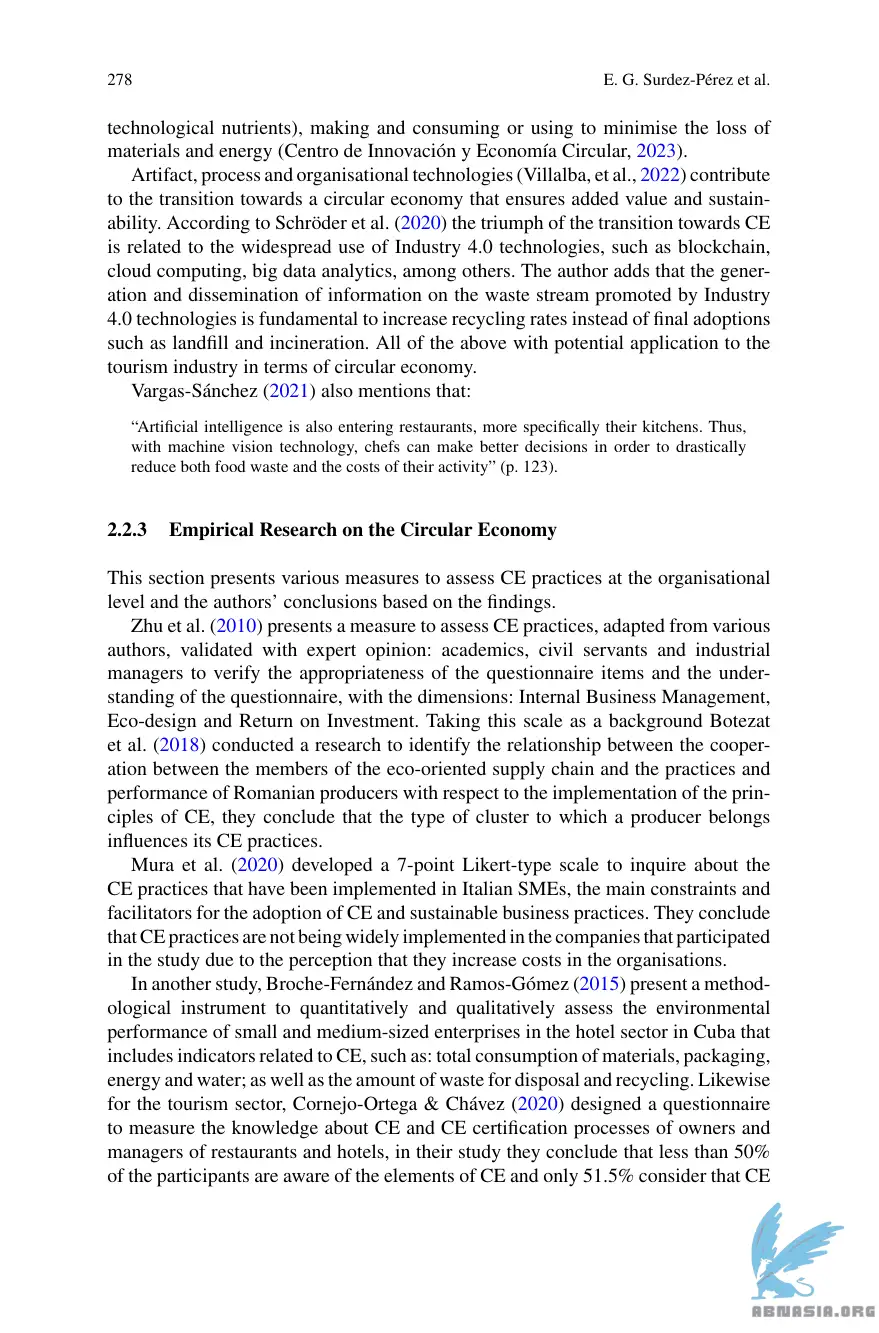 278
E. G. Surdez-Pérez et al.
technological nutrients), making and consuming or using to minimise the loss of
materials and energy (Centro de Innovación y Economía Circular, 2023).
Artifact, process and organisational technologies (Villalba, et al., 2022) contribute
to the transition towards a circular economy that ensures added value and sustain-
ability. According to Schröder et al. (2020) the triumph of the transition towards CE
is related to the widespread use of Industry 4.0 technologies, such as blockchain,
cloud computing, big data analytics, among others. The author adds that the gener-
ation and dissemination of information on the waste stream promoted by Industry
4.0 technologies is fundamental to increase recycling rates instead of final adoptions
such as landfill and incineration. All of the above with potential application to the
tourism industry in terms of circular economy.
Vargas-Sánchez (2021) also mentions that:
“Artificial intelligence is also entering restaurants, more specifically their kitchens. Thus,
with machine vision technology, chefs can make better decisions in order to drastically
reduce both food waste and the costs of their activity” (p. 123).
2.2.3 Empirical Research on the Circular Economy
This section presents various measures to assess CE practices at the organisational
level and the authors’ conclusions based on the findings.
Zhu et al. (2010) presents a measure to assess CE practices, adapted from various
authors, validated with expert opinion: academics, civil servants and industrial
managers to verify the appropriateness of the questionnaire items and the under-
standing of the questionnaire, with the dimensions: Internal Business Management,
Eco-design and Return on Investment. Taking this scale as a background Botezat
et al. (2018) conducted a research to identify the relationship between the cooper-
ation between the members of the eco-oriented supply chain and the practices and
performance of Romanian producers with respect to the implementation of the prin-
ciples of CE, they conclude that the type of cluster to which a producer belongs
influences its CE practices.
Mura et al. (2020) developed a 7-point Likert-type scale to inquire about the
CE practices that have been implemented in Italian SMEs, the main constraints and
facilitators for the adoption of CE and sustainable business practices. They conclude
that CE practices are not being widely implemented in the companies that participated
in the study due to the perception that they increase costs in the organisations.
In another study, Broche-Fernández and Ramos-Gómez (2015) present a method-
ological instrument to quantitatively and qualitatively assess the environmental
performance of small and medium-sized enterprises in the hotel sector in Cuba that
includes indicators related to CE, such as: total consumption of materials, packaging,
energy and water; as well as the amount of waste for disposal and recycling. Likewise
for the tourism sector, Cornejo-Ortega & Chávez (2020) designed a questionnaire
to measure the knowledge about CE and CE certification processes of owners and
managers of restaurants and hotels, in their study they conclude that less than 50%
of the participants are aware of the elements of CE and only 51.5% consider that CE
ABNASIA.ORG